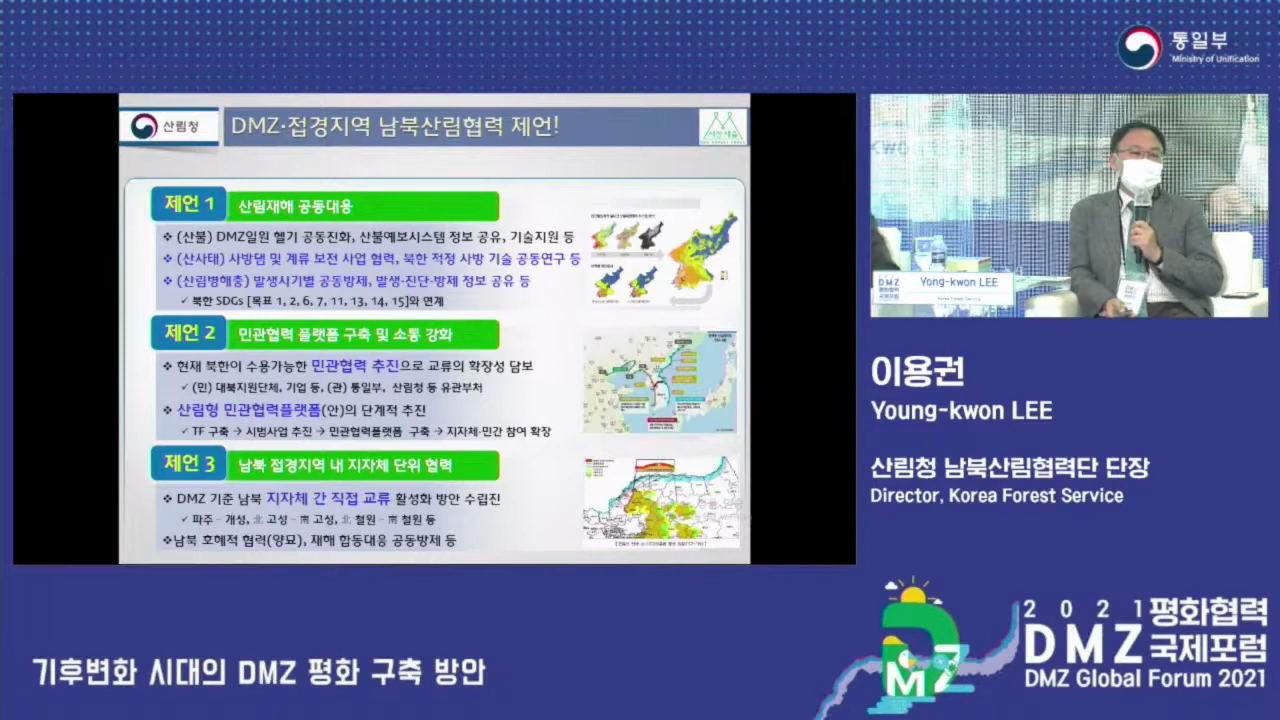 통일부
Ministry of Unification
산림청
DMZ·접경지역 남북산림협력 제언!
제언 1
산림재해 공동대응
❖ (산불) DMZ일원 헬기 공동진화, 산불예보시스템 정보 공유, 기술지원 등
❖ (산사태) 사방댐 및 계류 보전 사업 협력, 북한 적정 사방 기술 공동연구 등
❖ (산림병해충) 발생시기별 공동방제, 발생·진단·방제 정보 공유 등
✓ 북한 SDGs [목표 1, 2, 6, 7, 11, 13, 14, 15]와 연계
제언 2
민관협력 플랫폼 구축 및 소통 강화
❖ 현재 북한이 수용가능한 민관협력 추진으로 교류의 확장성 담보
✓ (민) 대북지원단체, 기업 등, (관) 통일부, 산림청 등 유관부처
❖ 산림형 민관협력플랫폼(안)의 단계적 추진
✓ TF 구축 → 시범사업 추진 → 민관협력플랫폼 구축 → 지자체·민간 참여 확장
제언 3
남북 접경지역 내 지자체 단위 협력
❖ DMZ 기준 남북 지자체 간 직접 교류 활성화 방안 수립진
✓ 파주 – 개성, 北 고성 – 南 고성, 北 철원 – 南 철원 등
❖남북 호혜적 협력(양묘), 재해 합동대응 공동방제 등
DMZ
평화협력
국제포럼
Yong-kwon LEE
Korea Forest Service
이용권
Young-kwon LEE
산림청 남북산림협력단 단장
Director, Korea Forest Service
기후변화 시대의 DMZ 평화 구축 방안
DMZ
2021 평화협력
DMZ 국제포럼
DMZ Global Forum 2021